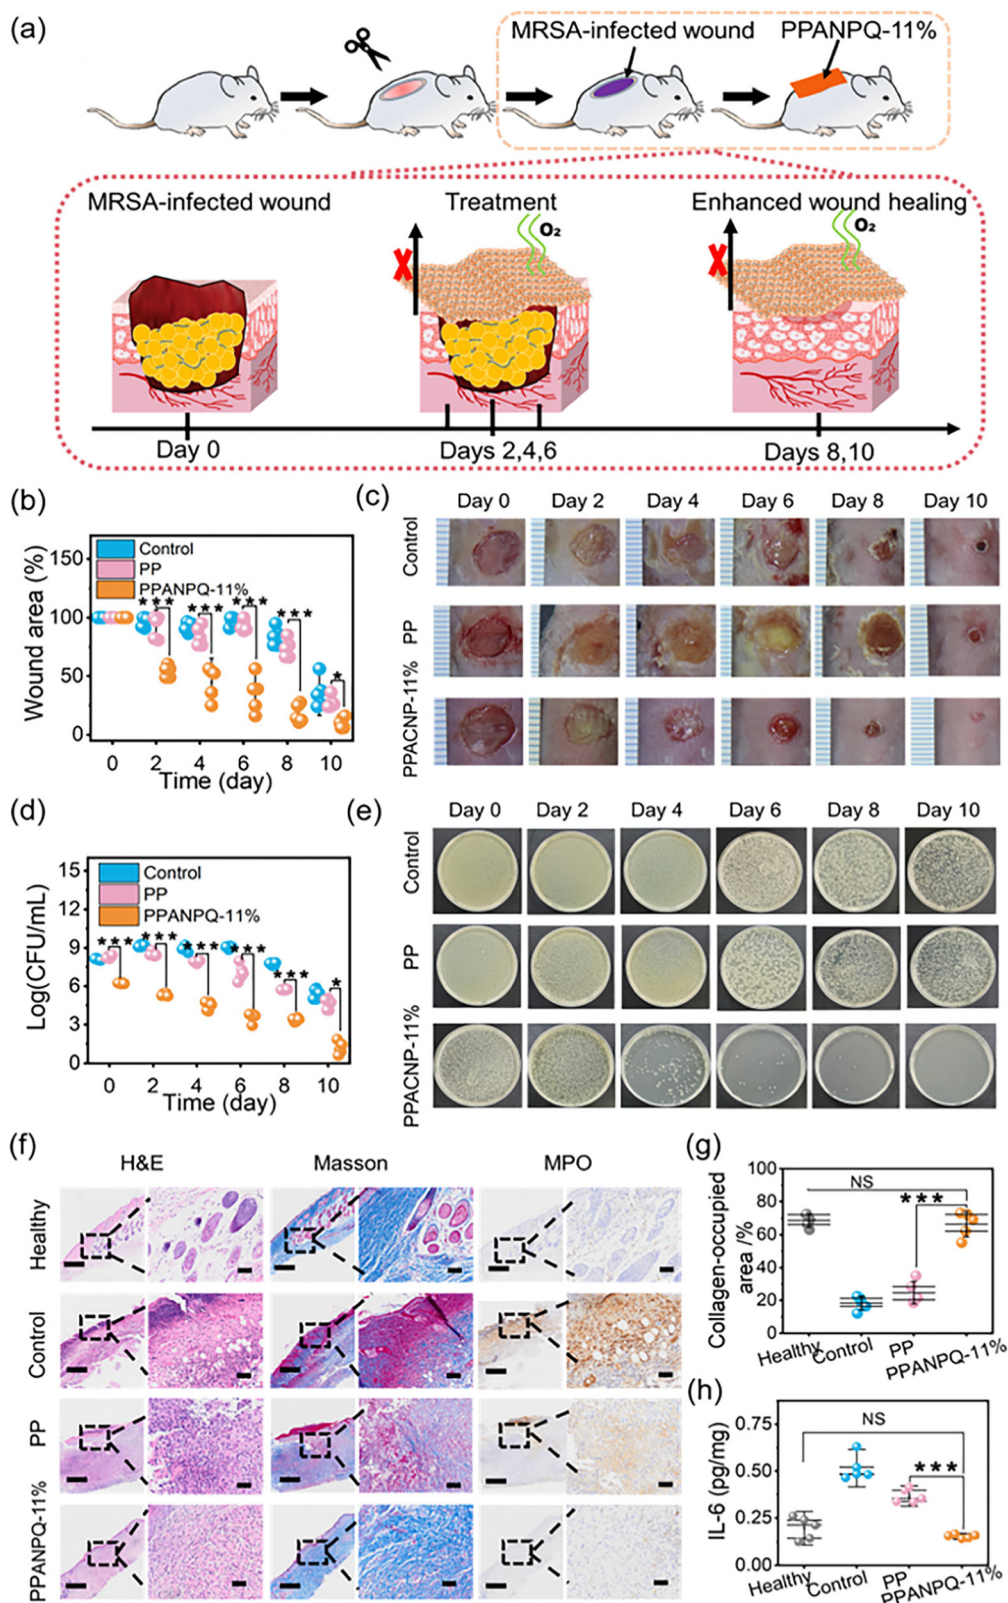 (a)
MRSA-infected wound PPANPQ-11%
MRSA-infected wound Treatment Enhanced wound healing
O₂ O₂
X X
Day 0 Days 2,4,6 Days 8,10
(b)
Wound area (%)
150
100
50
0
Control
PP
PPANPQ-11%
*** *** *** *** *
0 2 4 6 8 10
Time (day)
(c)
Day 0 Day 2 Day 4 Day 6 Day 8 Day 10
Control
PP
PPACNP-11%
(d)
Log(CFU/mL)
15
12
9
6
3
0
Control
PP
PPANPQ-11%
*** *** *** *** *** *
0 2 4 6 8 10
Time (day)
(e)
Day 0 Day 2 Day 4 Day 6 Day 8 Day 10
Control
PP
PPACNP-11%
(f)
H&E Masson MPO
Healthy
Control
PP
PPANPQ-11%
(g)
Collagen-occupied
area /%
100
80
60
40
20
0
NS
***
Healthy Control PP PPANPQ-11%
(h)
IL-6 (pg/mg)
0.75
0.50
0.25
0.00
NS
***
Healthy Control PP PPANPQ-11%